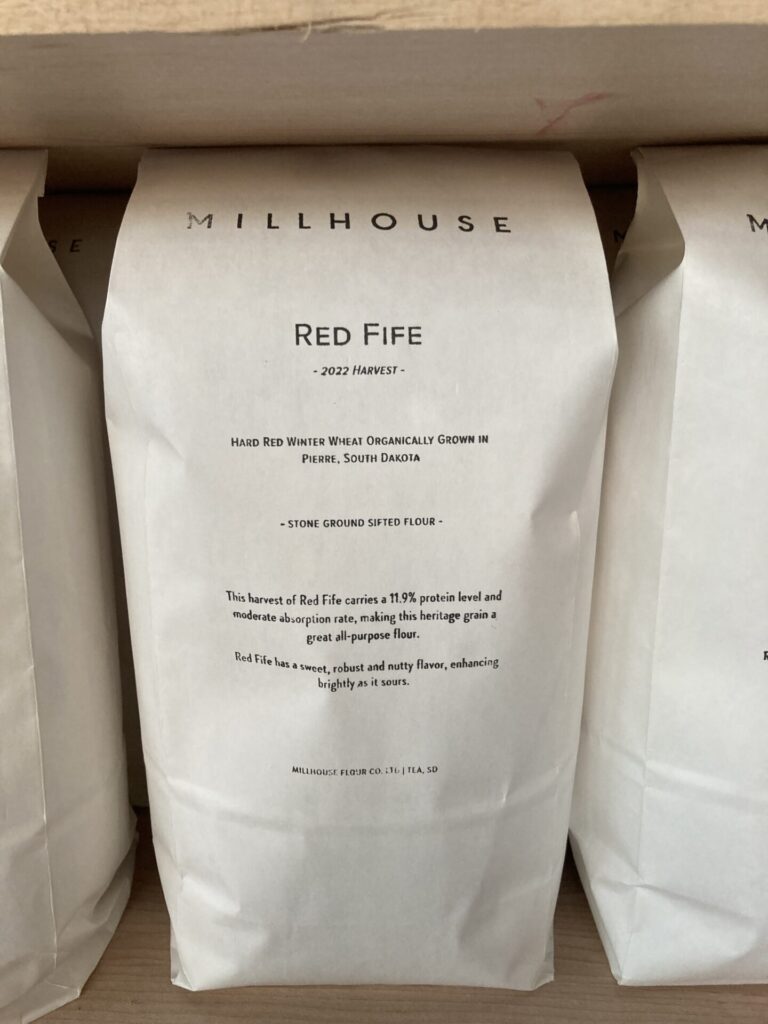 MILLHOUSE
RED FIFE
- 2022 HARVEST -
HARD RED WINTER WHEAT ORGANICALLY GROWN IN
PIERRE, SOUTH DAKOTA
- STONE GROUND SIFTED FLOUR -
This harvest of Red Fife carries a 11.9% protein level and
moderate absorption rate, making this heritage grain a
great all-purpose flour.
Red Fife has a sweet, robust and nutty flavor, enhancing
brightly as it sours.
MILLHOUSE FLOUR CO. LTD. | TEA, SD
S E
M
M
R